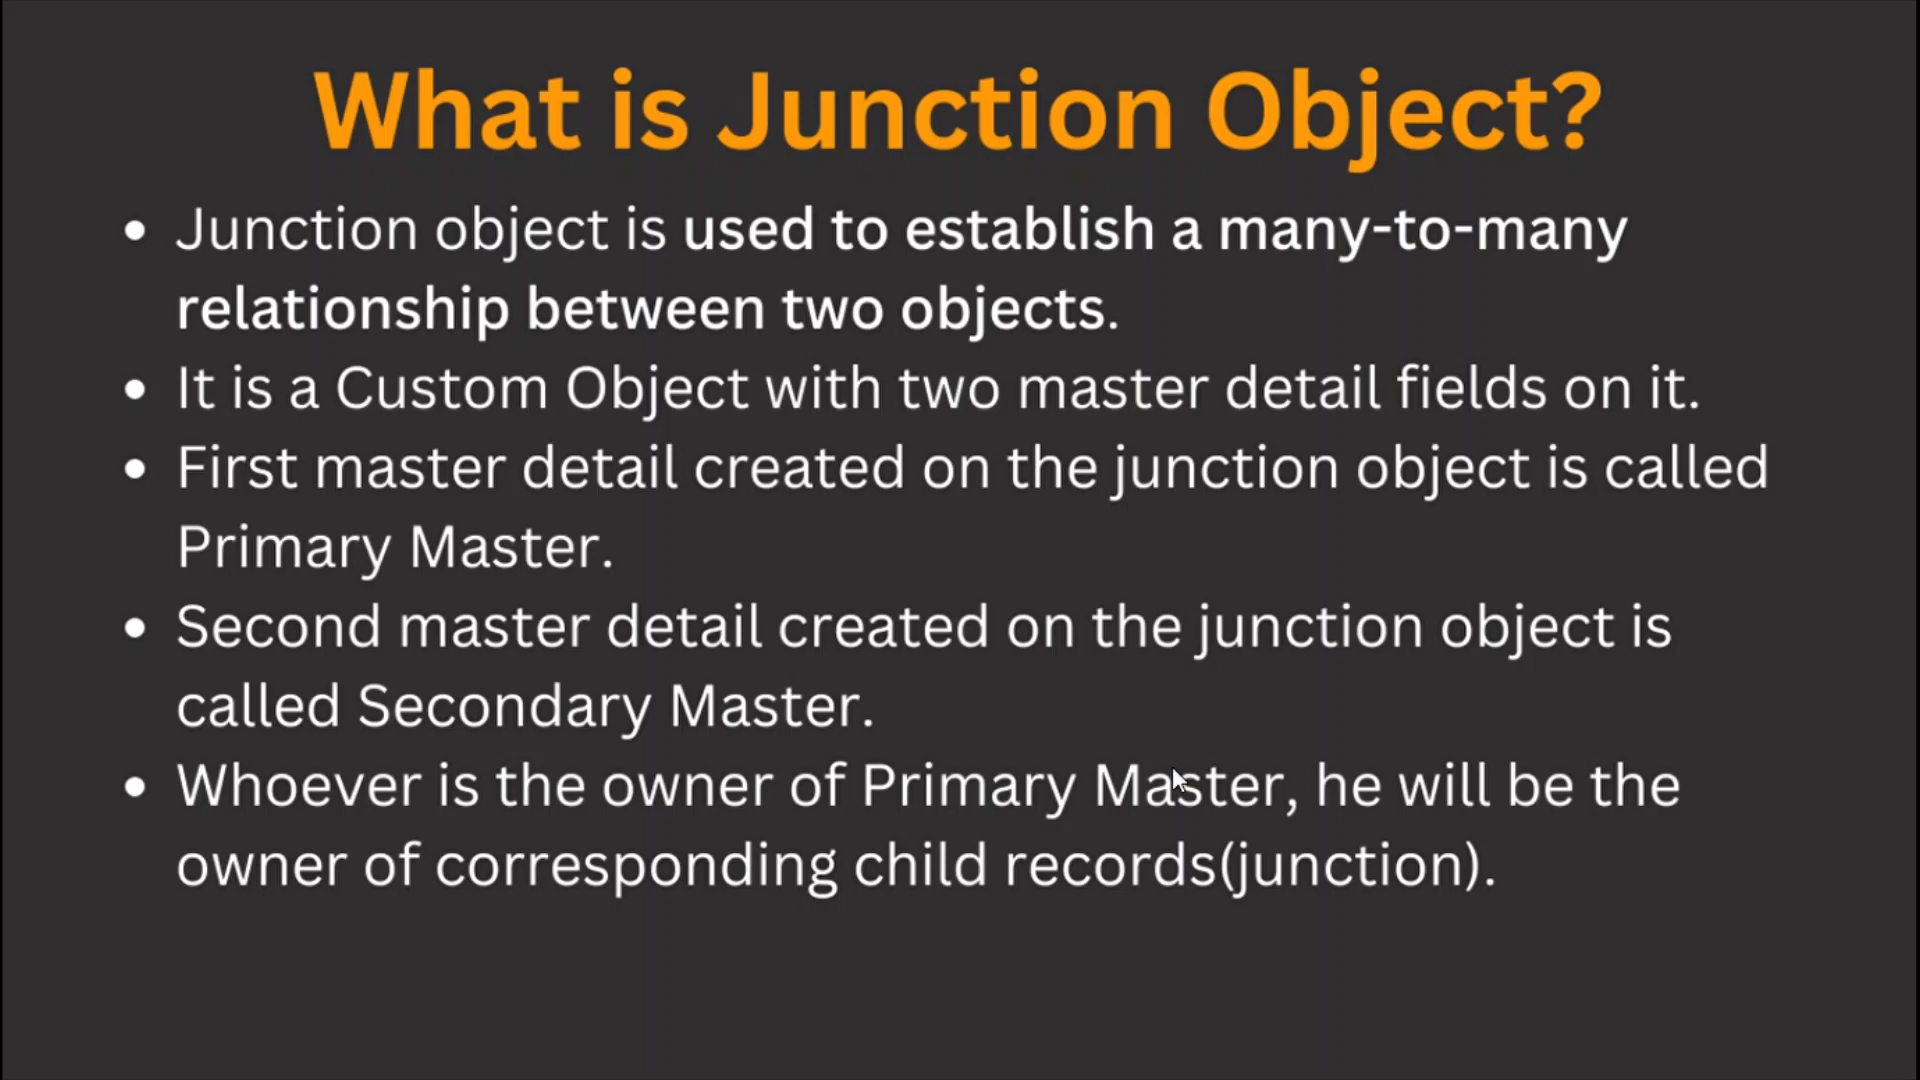 What is Junction Object?
• Junction object is used to establish a many-to-many
relationship between two objects.
• It is a Custom Object with two master detail fields on it.
• First master detail created on the junction object is called
Primary Master.
• Second master detail created on the junction object is
called Secondary Master.
• Whoever is the owner of Primary Master, he will be the
owner of corresponding child records(junction).